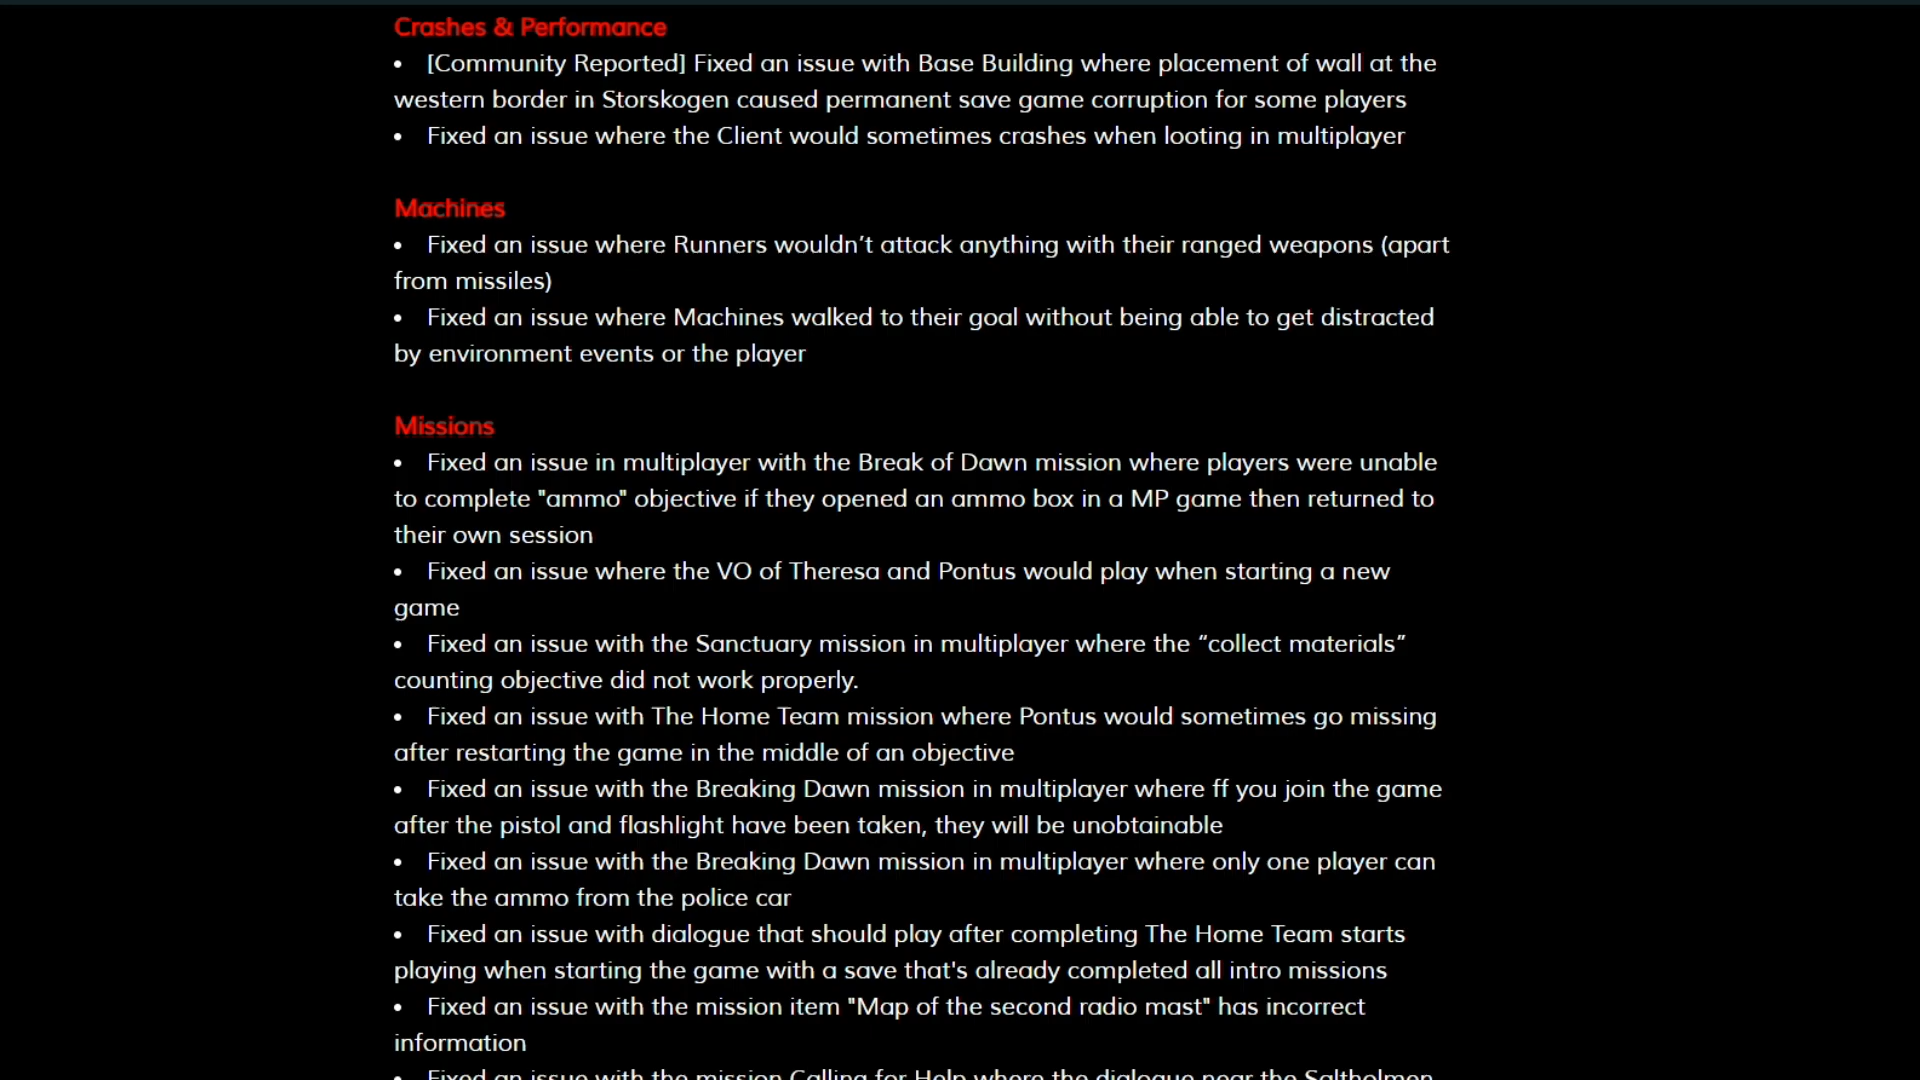 Crashes & Performance
• [Community Reported] Fixed an issue with Base Building where placement of wall at the
western border in Storskogen caused permanent save game corruption for some players
• Fixed an issue where the Client would sometimes crashes when looting in multiplayer
Machines
• Fixed an issue where Runners wouldn’t attack anything with their ranged weapons (apart
from missiles)
• Fixed an issue where Machines walked to their goal without being able to get distracted
by environment events or the player
Missions
• Fixed an issue in multiplayer with the Break of Dawn mission where players were unable
to complete "ammo" objective if they opened an ammo box in a MP game then returned to
their own session
• Fixed an issue where the VO of Theresa and Pontus would play when starting a new
game
• Fixed an issue with the Sanctuary mission in multiplayer where the “collect materials”
counting objective did not work properly.
• Fixed an issue with The Home Team mission where Pontus would sometimes go missing
after restarting the game in the middle of an objective
• Fixed an issue with the Breaking Dawn mission in multiplayer where ff you join the game
after the pistol and flashlight have been taken, they will be unobtainable
• Fixed an issue with the Breaking Dawn mission in multiplayer where only one player can
take the ammo from the police car
• Fixed an issue with dialogue that should play after completing The Home Team starts
playing when starting the game with a save that's already completed all intro missions
• Fixed an issue with the mission item "Map of the second radio mast" has incorrect
information
• Fixed an issue with the mission Calling for Help where the dialogue near the Saltholmen